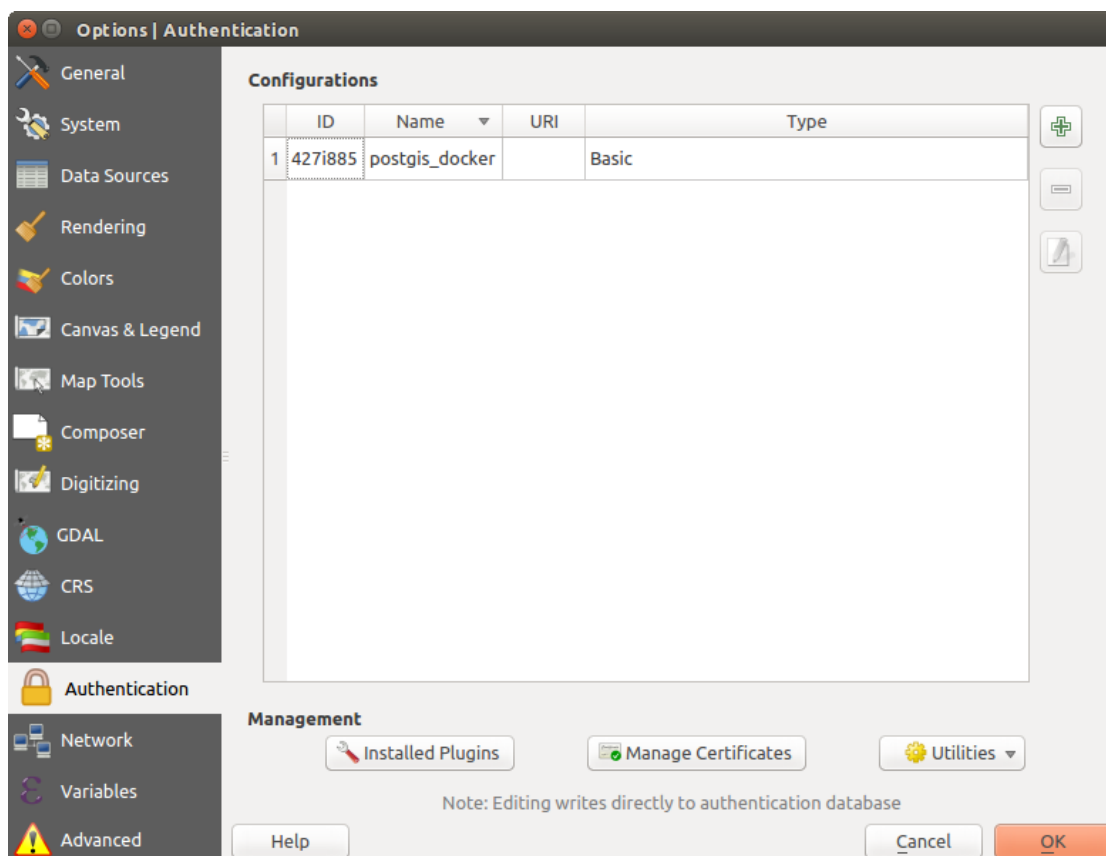 Options | Authentication
General
System
Data Sources
Rendering
Colors
Canvas & Legend
Map Tools
Composer
Digitizing
GDAL
CRS
Locale
Authentication
Network
Variables
Advanced
Configurations
ID Name URI Type
1 427i885 postgis_docker Basic
Management
Installed Plugins Manage Certificates Utilities
Note: Editing writes directly to authentication database
Help Cancel OK